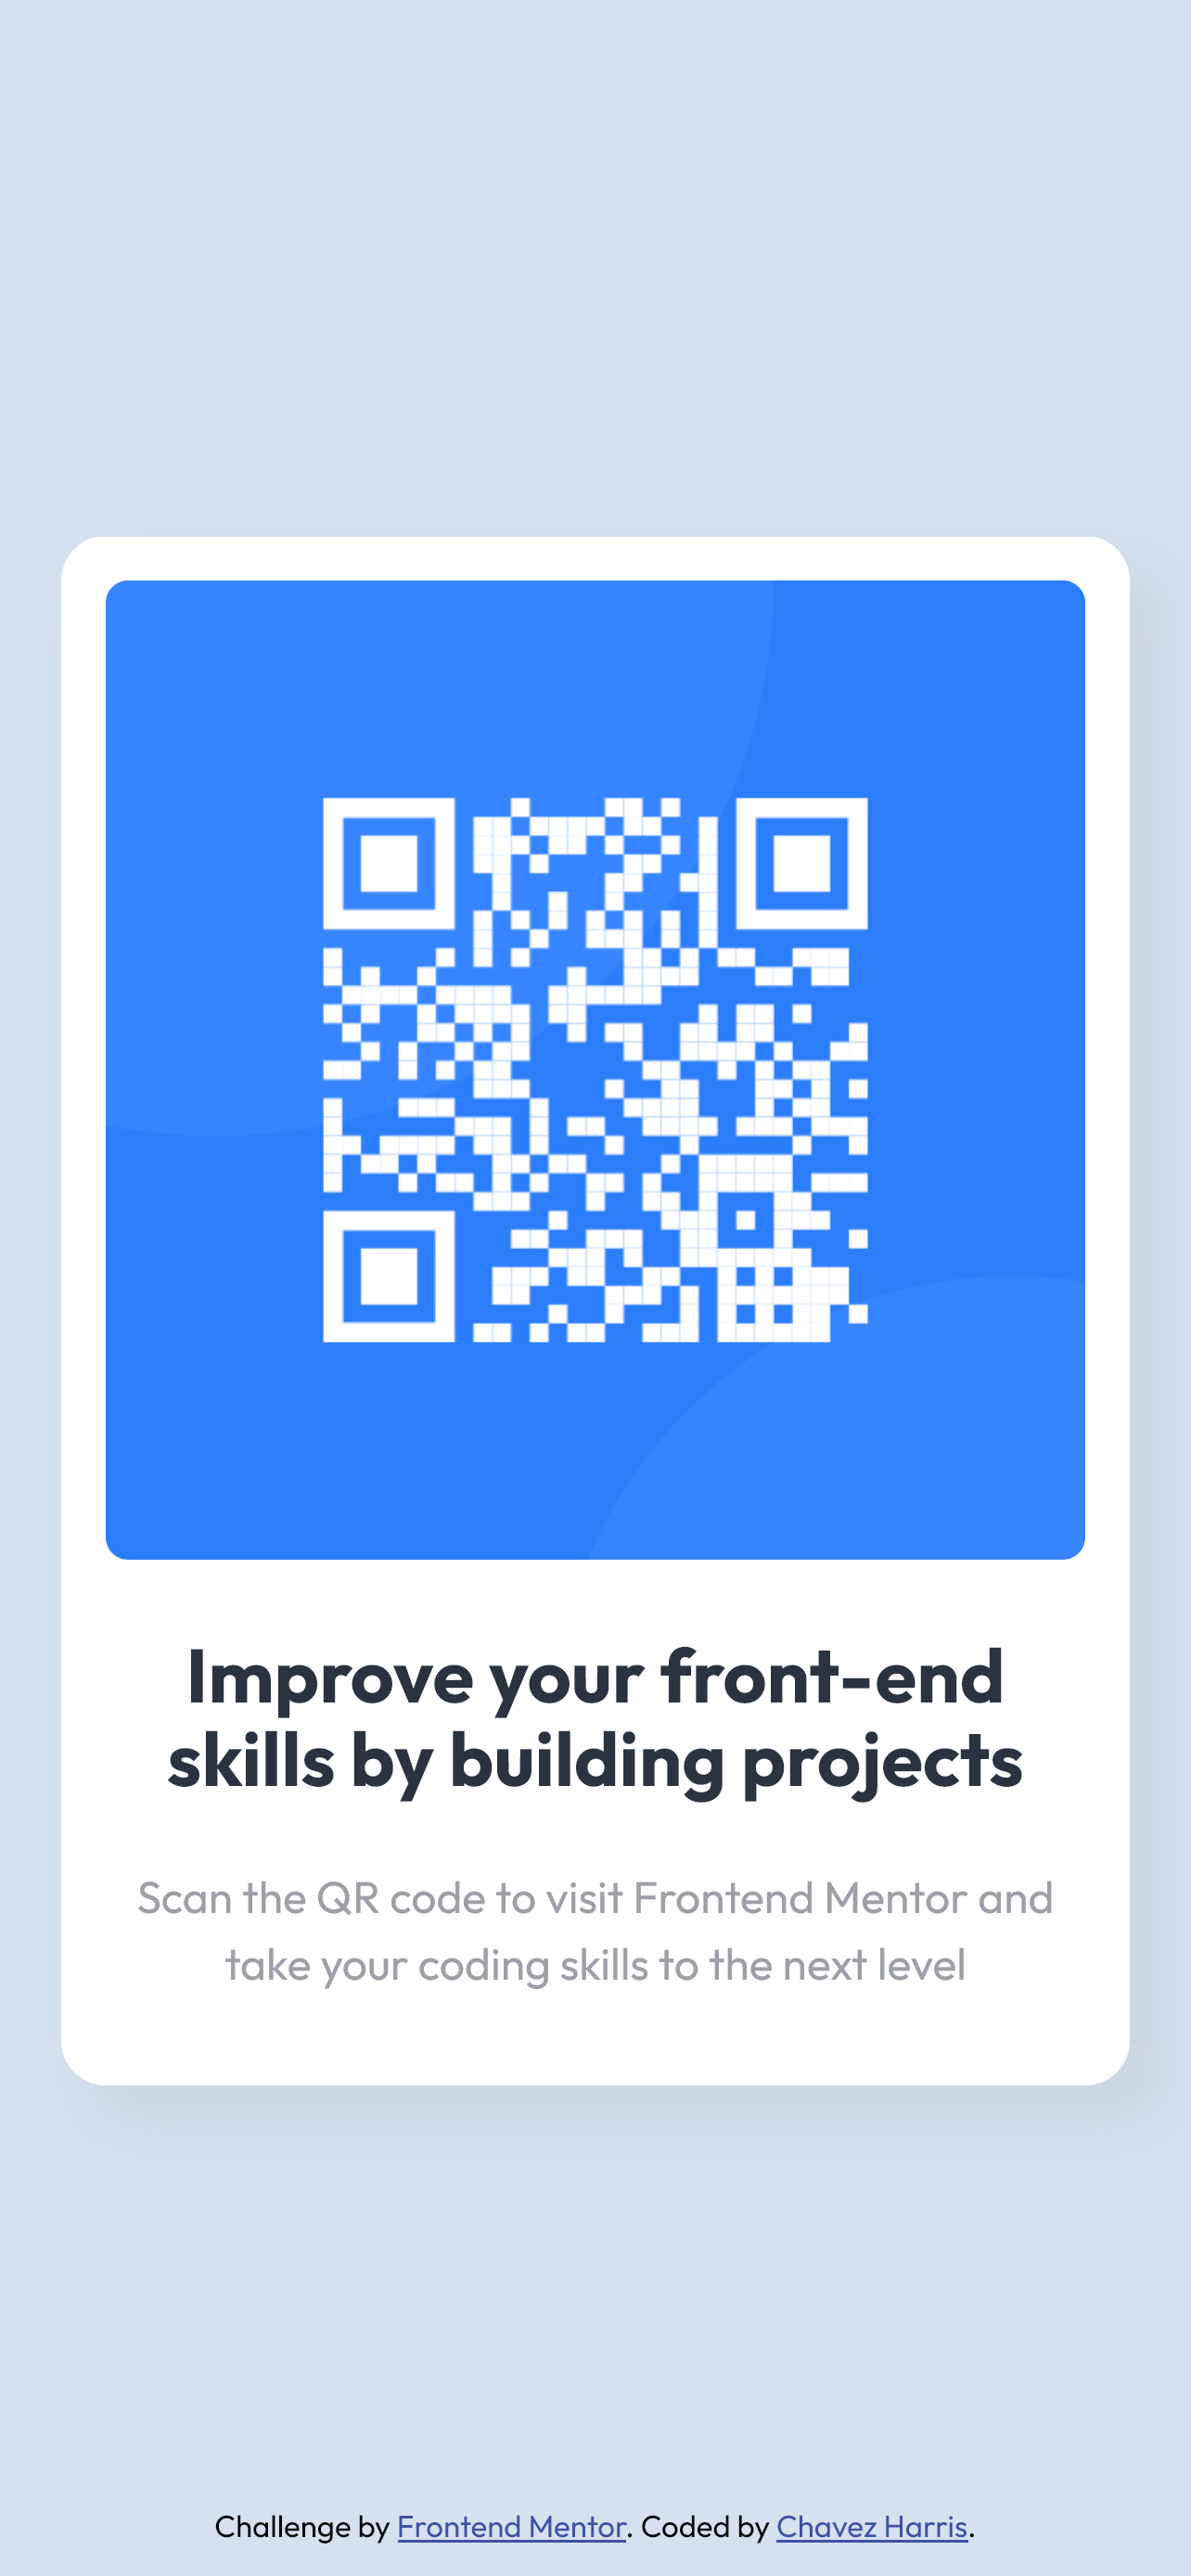 Improve your front-end
skills by building projects
Scan the QR code to visit Frontend Mentor and
take your coding skills to the next level
Challenge by Frontend Mentor. Coded by Chavez Harris.